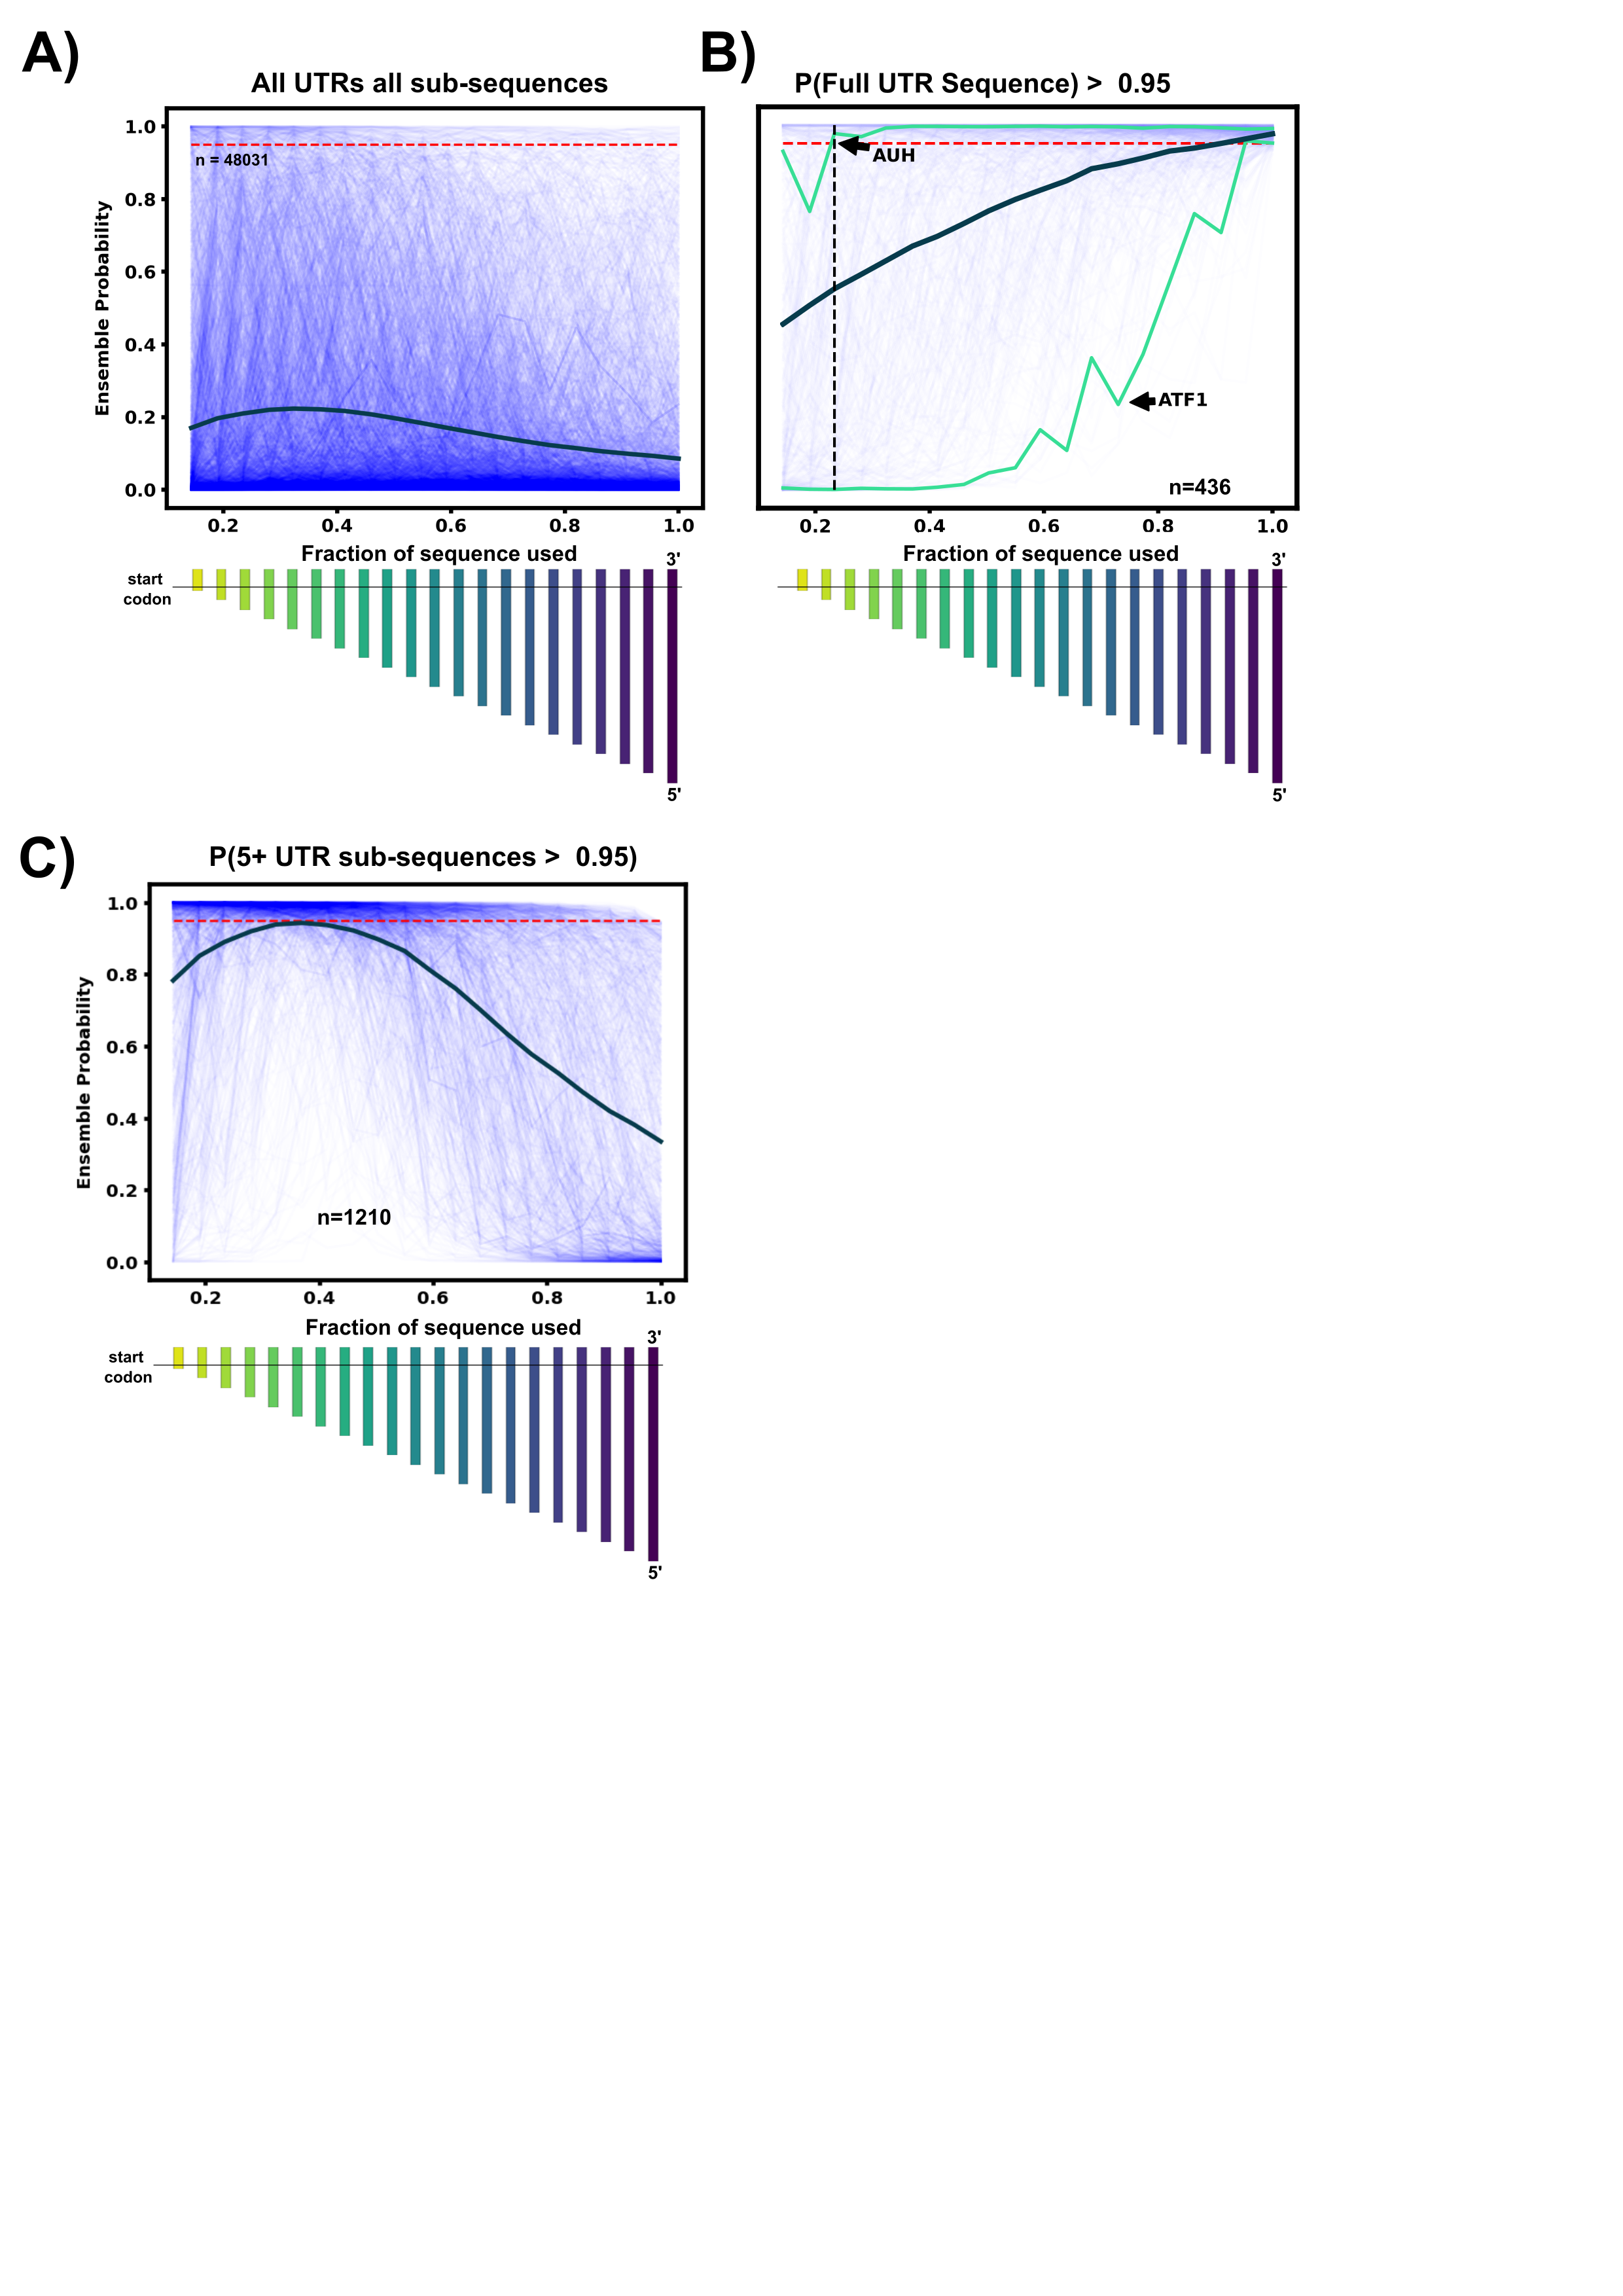 A)
All UTRs all sub-sequences
Ensemble Probability
1.0
0.8
0.6
0.4
0.2
0.0
n = 48031
0.2 0.4 0.6 0.8 1.0
Fraction of sequence used
start
codon
3'
5'
B)
P(Full UTR Sequence) > 0.95
AUH
ATF1
n=436
0.2 0.4 0.6 0.8 1.0
Fraction of sequence used
3'
5'
C)
P(5+ UTR sub-sequences > 0.95)
Ensemble Probability
1.0
0.8
0.6
0.4
0.2
0.0
n=1210
0.2 0.4 0.6 0.8 1.0
Fraction of sequence used
start
codon
3'
5'